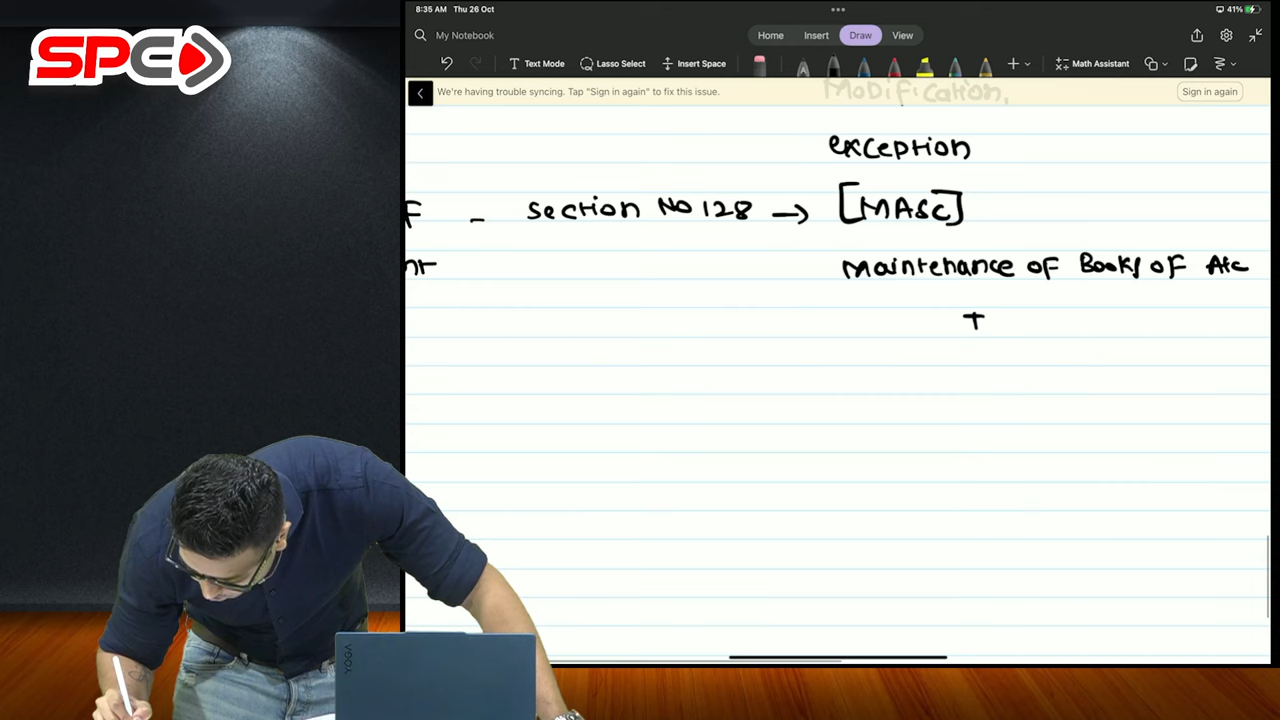 SPED
8:35 AM Thu 26 Oct
41%
My Notebook
Home Insert Draw View
Text Mode Lasso Select Insert Space Math Assistant
We're having trouble syncing. Tap "Sign in again" to fix this issue. Sign in again
Modification.
exception
F - Section No 128 → [MASC]
nt Maintenance of Books of A/c
+
YOGA